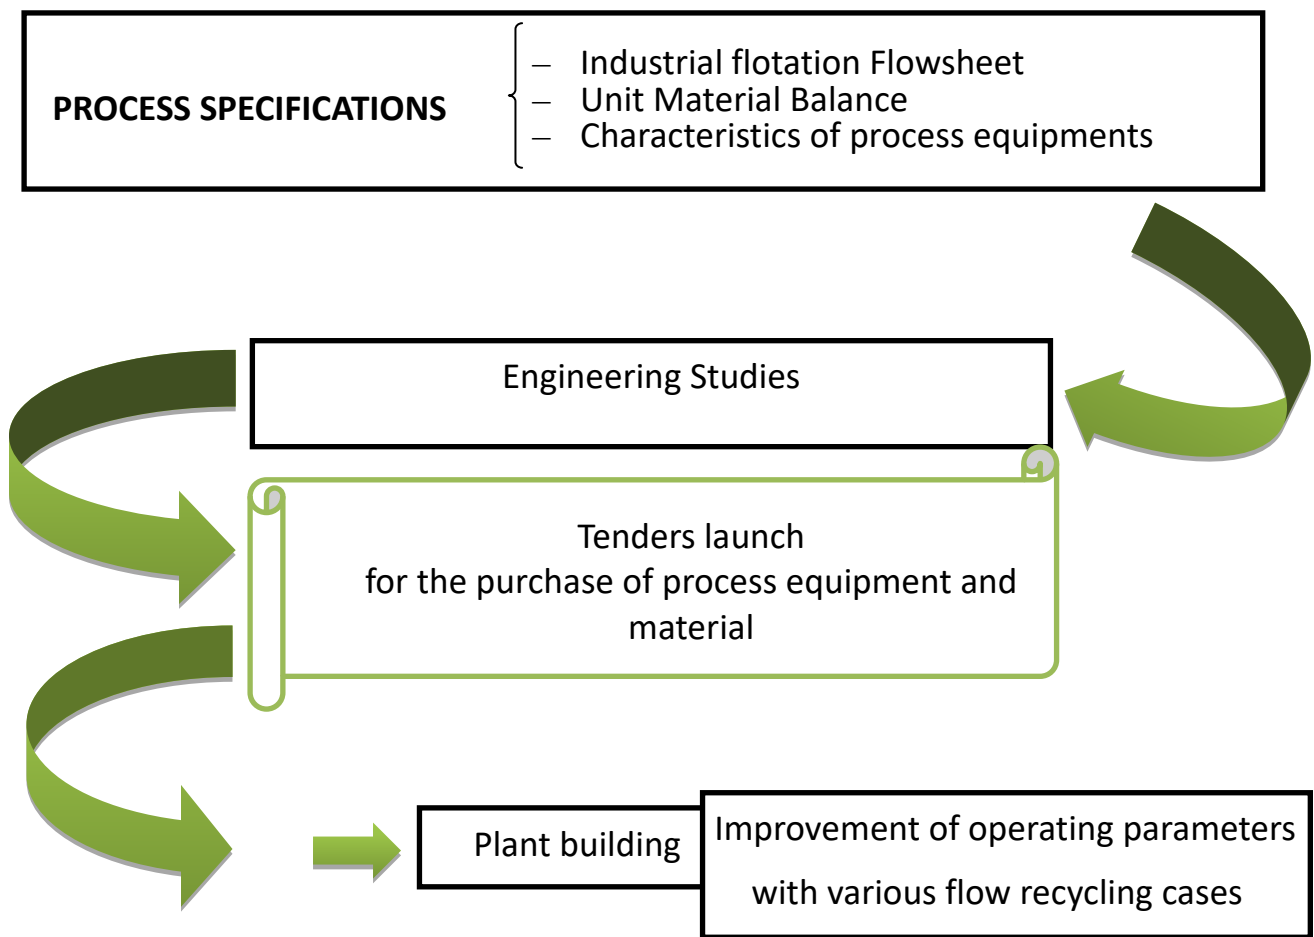 PROCESS SPECIFICATIONS
– Industrial flotation Flowsheet
– Unit Material Balance
– Characteristics of process equipments
Engineering Studies
Tenders launch
for the purchase of process equipment and
material
Plant building
Improvement of operating parameters
with various flow recycling cases